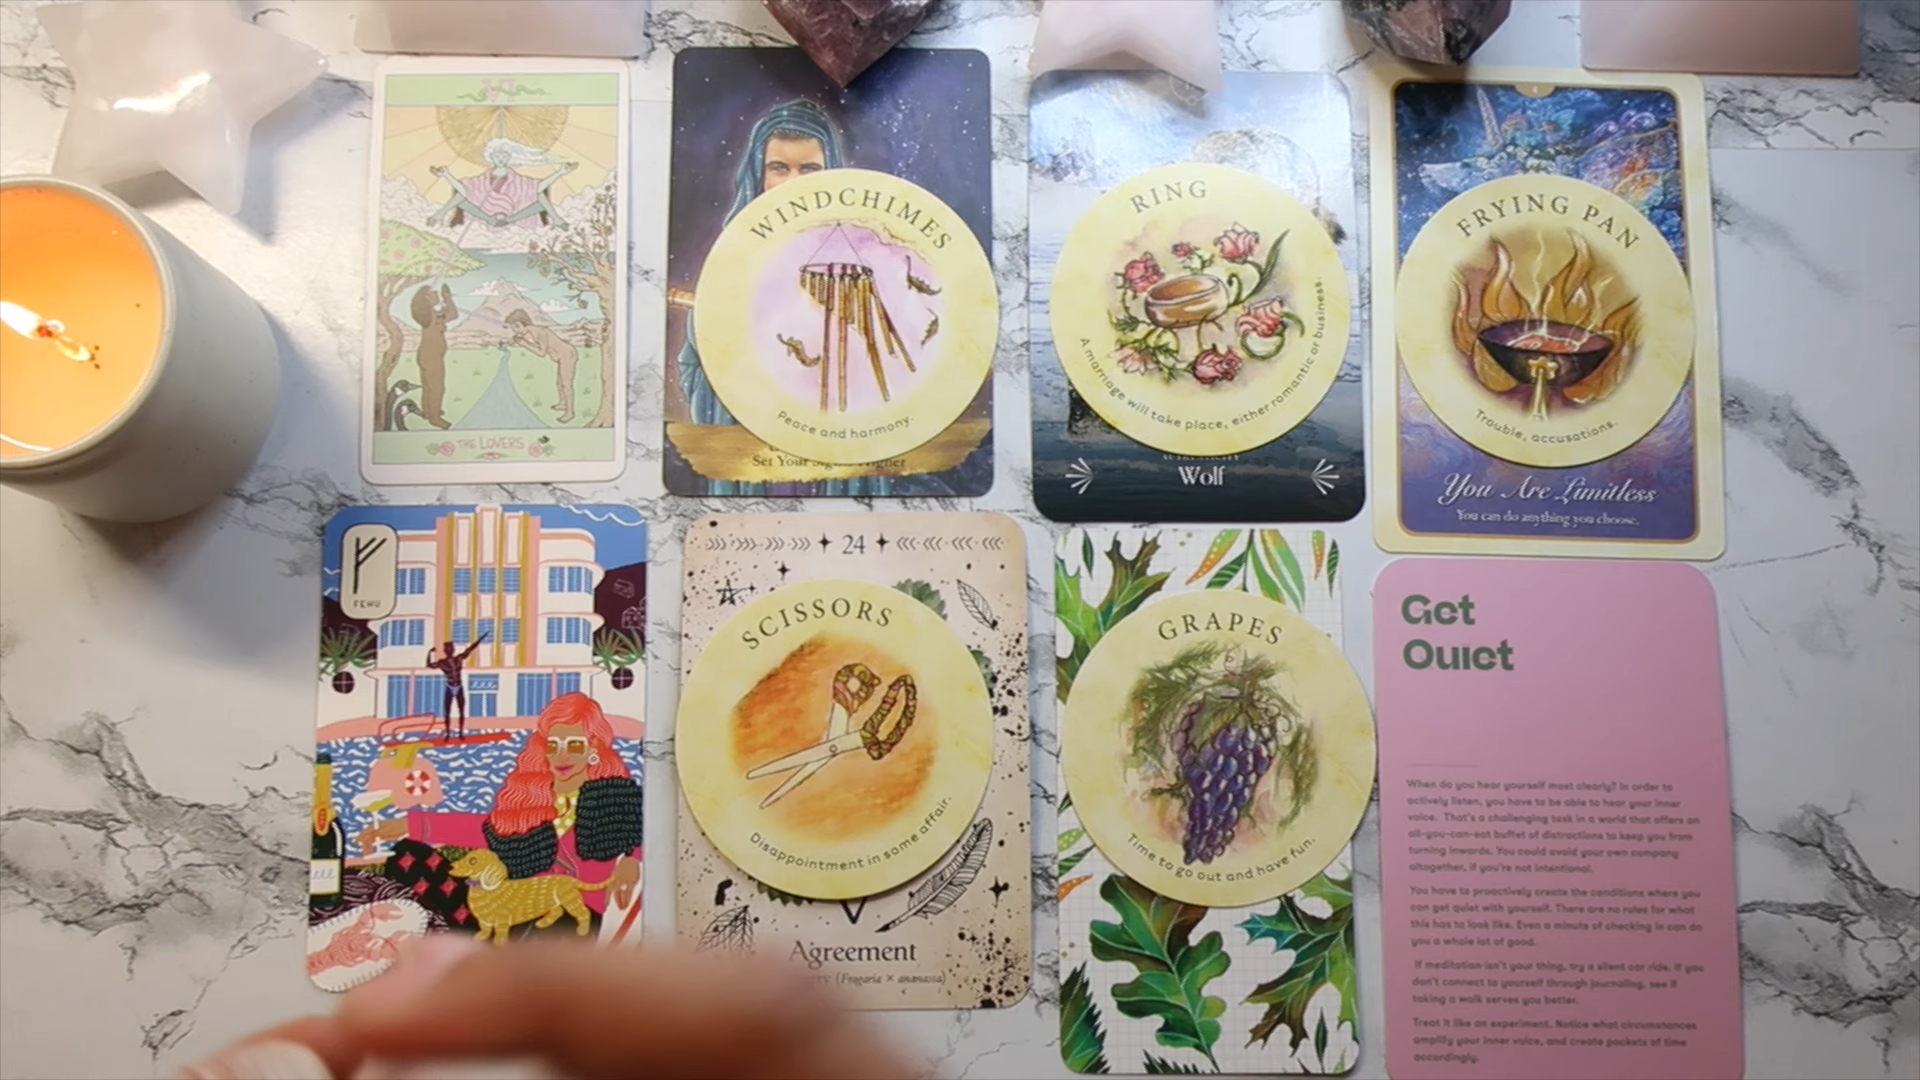 VI
THE LOVERS
WINDCHIMES
Peace and harmony.
Set Your Sights Higher
RING
A marriage will take place, either romantic or business.
Wolf
4
FRYING PAN
Trouble, accusations.
You Are Limitless
You can do anything you choose.
FEHU
24
SCISSORS
Disappointment in some affair.
Agreement
(Fragaria × ananassa)
GRAPES
Time to go out and have fun.
Get
Quiet
When do you hear yourself most clearly? In order to
actively listen, you have to be able to hear your inner
voice. That's a challenging task in a world that offers an
all-you-can-eat buffet of distractions to keep you from
turning inwards. You could avoid your own company
altogether, if you're not intentional.
You have to proactively create the conditions where you
can get quiet with yourself. There are no rules for what
this has to look like. Even a minute of checking in can do
you a whole lot of good.
If meditation isn't your thing, try a silent car ride. If you
don't connect to yourself through journaling, see if
taking a walk serves you better.
Treat it like an experiment. Notice what circumstances
amplify your inner voice, and create pockets of time
accordingly.